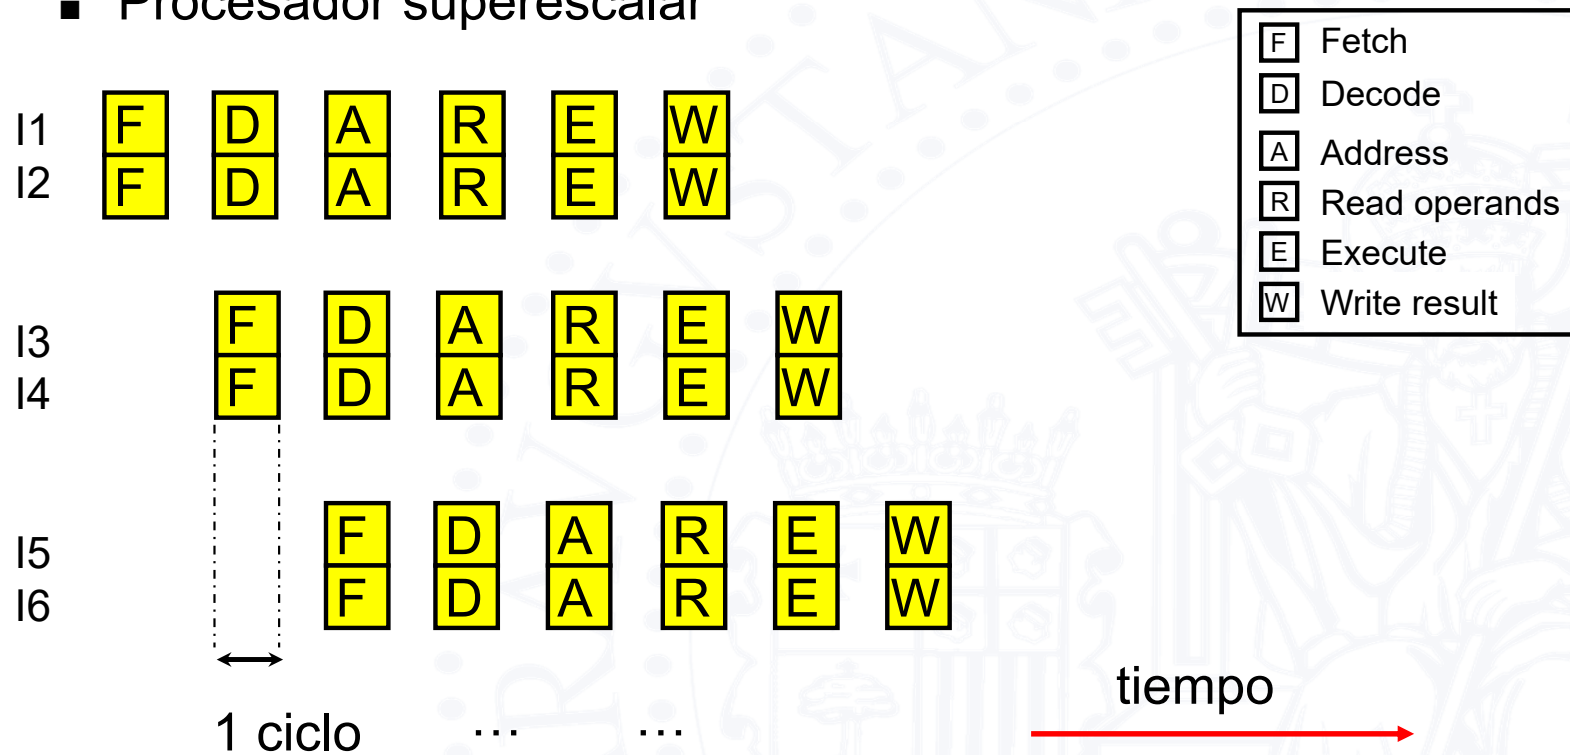 ■ Procesador superescalar
F Fetch
D Decode
A Address
R Read operands
E Execute
W Write result
I1 F D A R E W
I2 F D A R E W
I3 F D A R E W
I4 F D A R E W
I5 F D A R E W
I6 F D A R E W
1 ciclo ... ...
tiempo